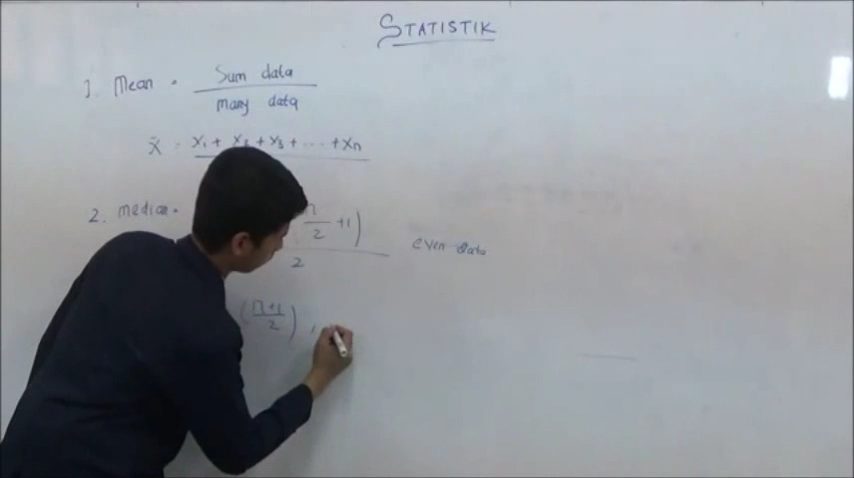 STATISTIK
1. Mean = Sum data
many data
x̄ = X₁ + X₂ + X₃ + ... + Xn
2. median =
n/2 + 1) even data
2
(n+1/2) ,